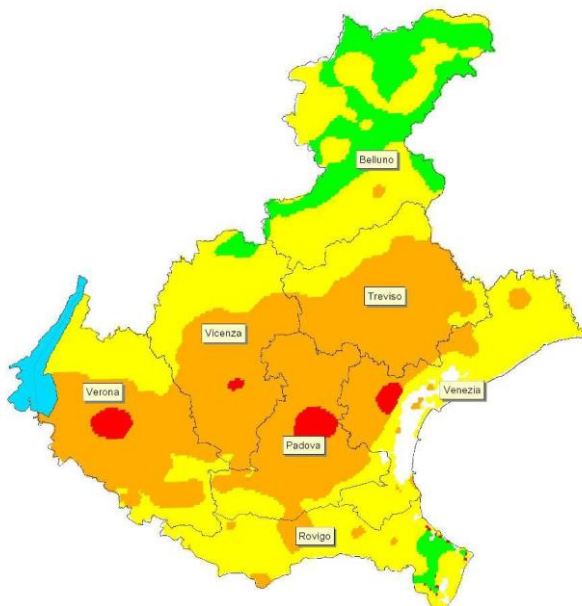 Belluno
Treviso
Vicenza
Verona
Venezia
Padova
Rovigo